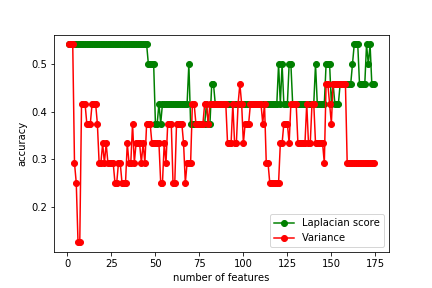 accuracy
0.5
0.4
0.3
0.2
0 25 50 75 100 125 150 175
number of features
Laplacian score
Variance